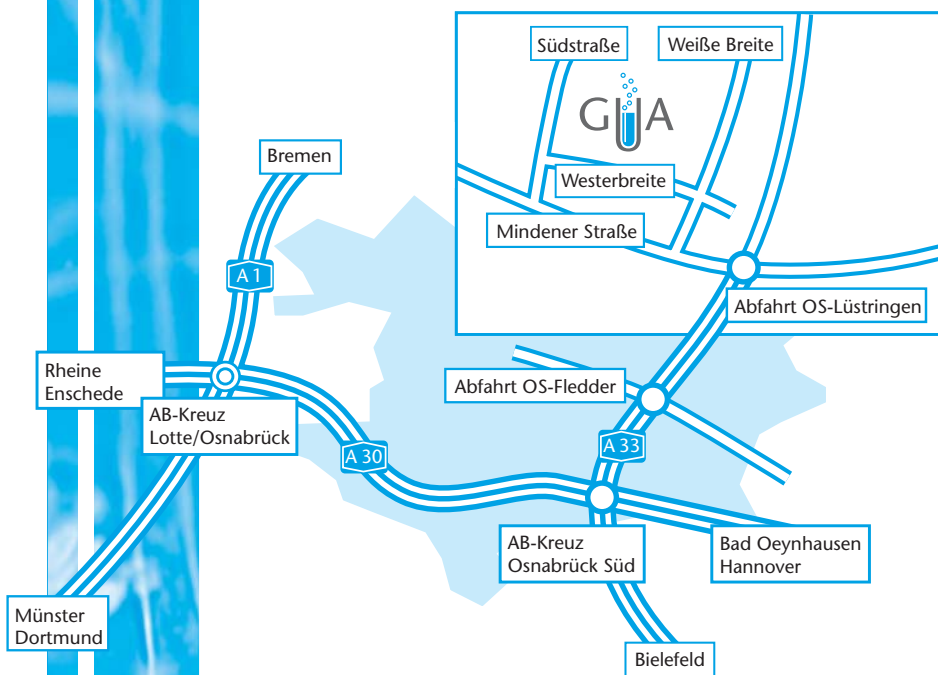 Südstraße
Weiße Breite
GUA
Westerbreite
Mindener Straße
Abfahrt OS-Lüstringen
Bremen
A 1
Rheine
Enschede
AB-Kreuz
Lotte/Osnabrück
Abfahrt OS-Fledder
A 30
A 33
AB-Kreuz
Osnabrück Süd
Bad Oeynhausen
Hannover
Münster
Dortmund
Bielefeld